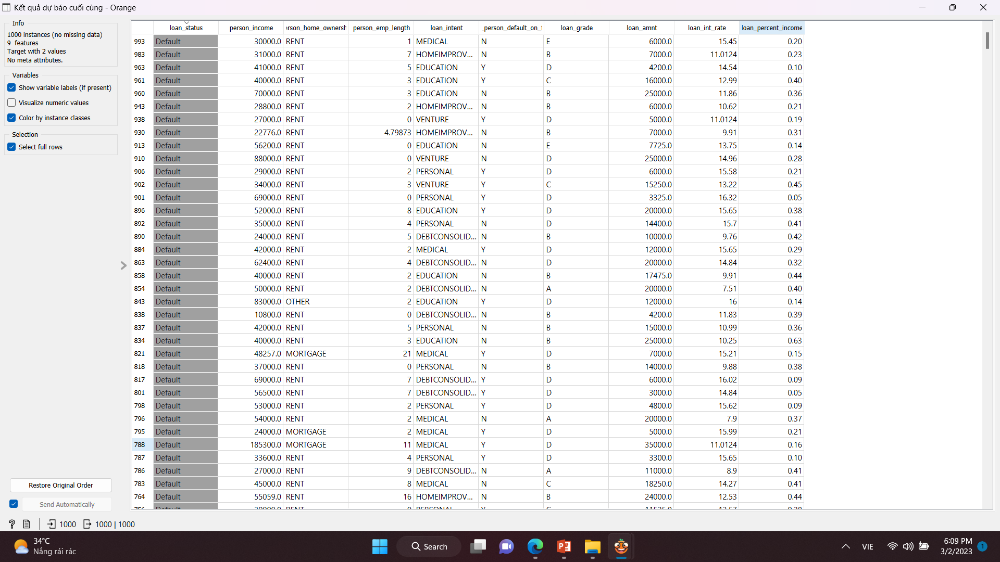 Kết quả dự báo cuối cùng - Orange
Info
1000 instances (no missing data)
9 features
Target with 2 values
No meta attributes.
Variables
Show variable labels (if present)
Visualize numeric values
Color by instance classes
Selection
Select full rows
loan_status person_income erson_home_ownersh person_emp_length loan_intent _person_default_on_ loan_grade loan_amnt loan_int_rate loan_percent_income
993 Default 30000.0 RENT 1 MEDICAL N E 6000.0 15.45 0.20
983 Default 31000.0 RENT 7 HOMEIMPROV... N B 7000.0 11.0124 0.23
963 Default 41000.0 RENT 5 EDUCATION Y D 4200.0 14.54 0.10
961 Default 40000.0 RENT 3 EDUCATION Y C 16000.0 12.99 0.40
960 Default 70000.0 RENT 3 EDUCATION N B 25000.0 11.86 0.36
943 Default 28800.0 RENT 2 HOMEIMPROV... N B 6000.0 10.62 0.21
938 Default 27000.0 RENT 0 VENTURE Y D 5000.0 11.0124 0.19
930 Default 22776.0 RENT 4.79873 HOMEIMPROV... N B 7000.0 9.91 0.31
913 Default 56200.0 RENT 0 EDUCATION N E 7725.0 13.75 0.14
910 Default 88000.0 RENT 0 VENTURE N D 25000.0 14.96 0.28
906 Default 29000.0 RENT 2 PERSONAL Y D 6000.0 15.58 0.21
902 Default 34000.0 RENT 3 VENTURE Y C 15250.0 13.22 0.45
901 Default 69000.0 RENT 0 PERSONAL Y D 3325.0 16.32 0.05
896 Default 52000.0 RENT 8 EDUCATION Y D 20000.0 15.65 0.38
892 Default 35000.0 RENT 4 PERSONAL N D 14400.0 15.7 0.41
890 Default 24000.0 RENT 5 DEBTCONSOLID... N B 10000.0 9.76 0.42
884 Default 42000.0 RENT 2 MEDICAL Y D 12000.0 15.65 0.29
863 Default 62400.0 RENT 4 DEBTCONSOLID... N D 20000.0 14.84 0.32
858 Default 40000.0 RENT 2 EDUCATION N B 17475.0 9.91 0.44
854 Default 50000.0 RENT 2 DEBTCONSOLID... N A 20000.0 7.51 0.40
843 Default 83000.0 OTHER 2 EDUCATION Y D 12000.0 16 0.14
838 Default 10800.0 RENT 0 DEBTCONSOLID... N B 4200.0 11.83 0.39
837 Default 42000.0 RENT 5 PERSONAL N B 15000.0 10.99 0.36
834 Default 40000.0 RENT 3 EDUCATION N B 25000.0 10.25 0.63
821 Default 48257.0 MORTGAGE 21 MEDICAL Y D 7000.0 15.21 0.15
818 Default 37000.0 RENT 0 PERSONAL N B 14000.0 9.88 0.38
817 Default 69000.0 RENT 7 DEBTCONSOLID... Y D 6000.0 16.02 0.09
801 Default 56500.0 RENT 7 DEBTCONSOLID... Y D 3000.0 14.84 0.05
798 Default 53000.0 RENT 2 PERSONAL Y D 4800.0 15.62 0.09
796 Default 54000.0 RENT 2 MEDICAL N A 20000.0 7.9 0.37
795 Default 24000.0 MORTGAGE 2 MEDICAL Y D 5000.0 15.99 0.21
788 Default 185300.0 MORTGAGE 11 MEDICAL Y D 35000.0 11.0124 0.16
787 Default 33600.0 RENT 4 PERSONAL Y D 3300.0 15.65 0.10
786 Default 27000.0 RENT 9 DEBTCONSOLID... N A 11000.0 8.9 0.41
783 Default 45000.0 RENT 8 MEDICAL N C 18250.0 14.27 0.41
764 Default 55059.0 RENT 16 HOMEIMPROV... N B 24000.0 12.53 0.44
Default RENT PERSONAL Y
Restore Original Order
Send Automatically
? 1000 1000 | 1000
34°C
Nắng rải rác
Search
VIE
6:09 PM
3/2/2023
1